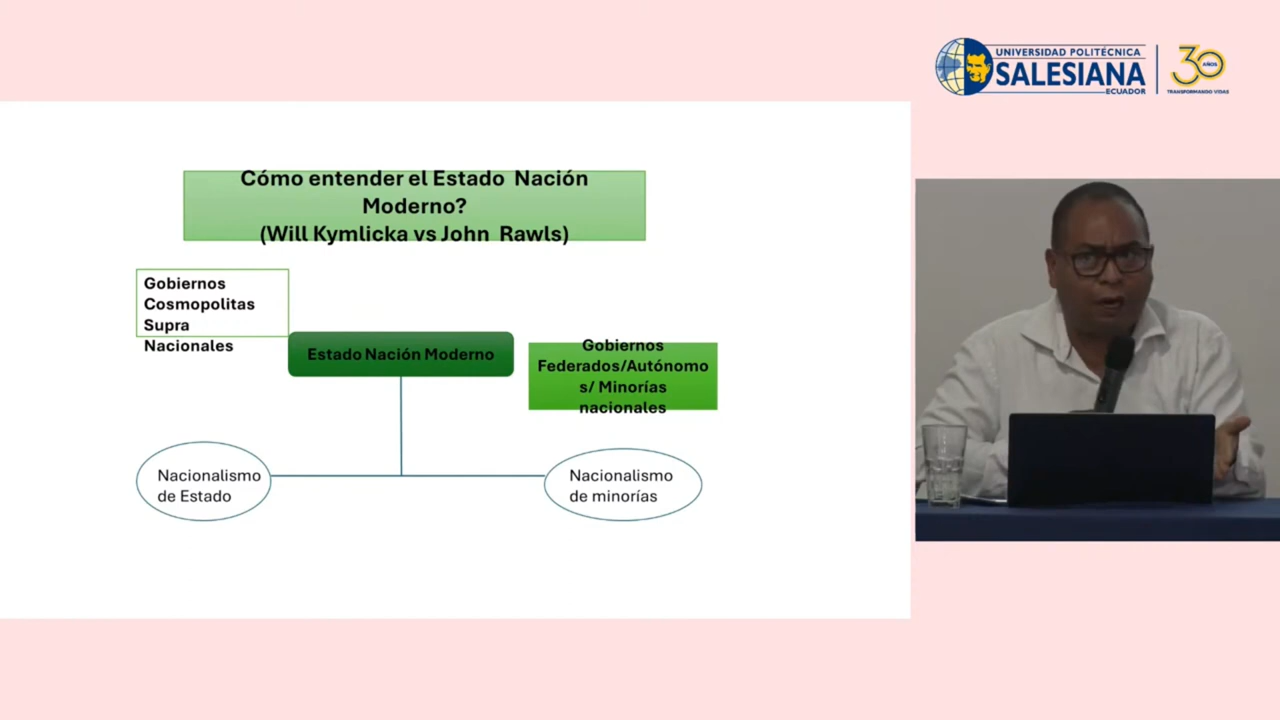 UNIVERSIDAD POLITÉCNICA
SALESIANA
ECUADOR
30
AÑOS
TRANSFORMANDO VIDAS
Cómo entender el Estado Nación
Moderno?
(Will Kymlicka vs John Rawls)
Gobiernos
Cosmopolitas
Supra
Nacionales
Estado Nación Moderno
Gobiernos
Federados/Autónomo
s/ Minorías
nacionales
Nacionalismo
de Estado
Nacionalismo
de minorías